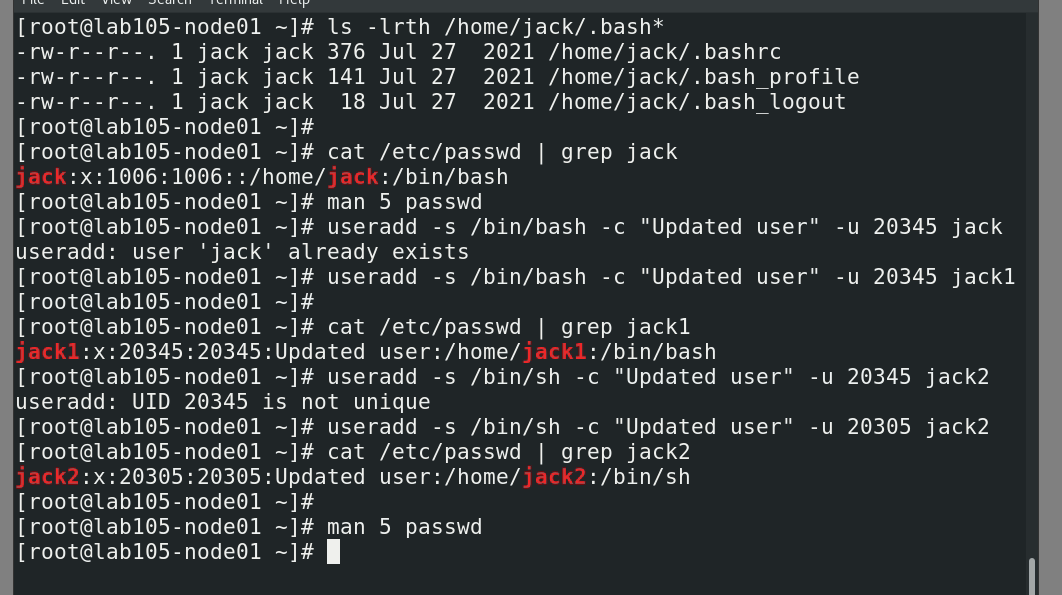 File Edit View Search Terminal Help
[root@lab105-node01 ~]# ls -lrth /home/jack/.bash*
-rw-r--r--. 1 jack jack 376 Jul 27  2021 /home/jack/.bashrc
-rw-r--r--. 1 jack jack 141 Jul 27  2021 /home/jack/.bash_profile
-rw-r--r--. 1 jack jack  18 Jul 27  2021 /home/jack/.bash_logout
[root@lab105-node01 ~]#
[root@lab105-node01 ~]# cat /etc/passwd | grep jack
jack:x:1006:1006::/home/jack:/bin/bash
[root@lab105-node01 ~]# man 5 passwd
[root@lab105-node01 ~]# useradd -s /bin/bash -c "Updated user" -u 20345 jack
useradd: user 'jack' already exists
[root@lab105-node01 ~]# useradd -s /bin/bash -c "Updated user" -u 20345 jack1
[root@lab105-node01 ~]#
[root@lab105-node01 ~]# cat /etc/passwd | grep jack1
jack1:x:20345:20345:Updated user:/home/jack1:/bin/bash
[root@lab105-node01 ~]# useradd -s /bin/sh -c "Updated user" -u 20345 jack2
useradd: UID 20345 is not unique
[root@lab105-node01 ~]# useradd -s /bin/sh -c "Updated user" -u 20305 jack2
[root@lab105-node01 ~]# cat /etc/passwd | grep jack2
jack2:x:20305:20305:Updated user:/home/jack2:/bin/sh
[root@lab105-node01 ~]#
[root@lab105-node01 ~]# man 5 passwd
[root@lab105-node01 ~]#